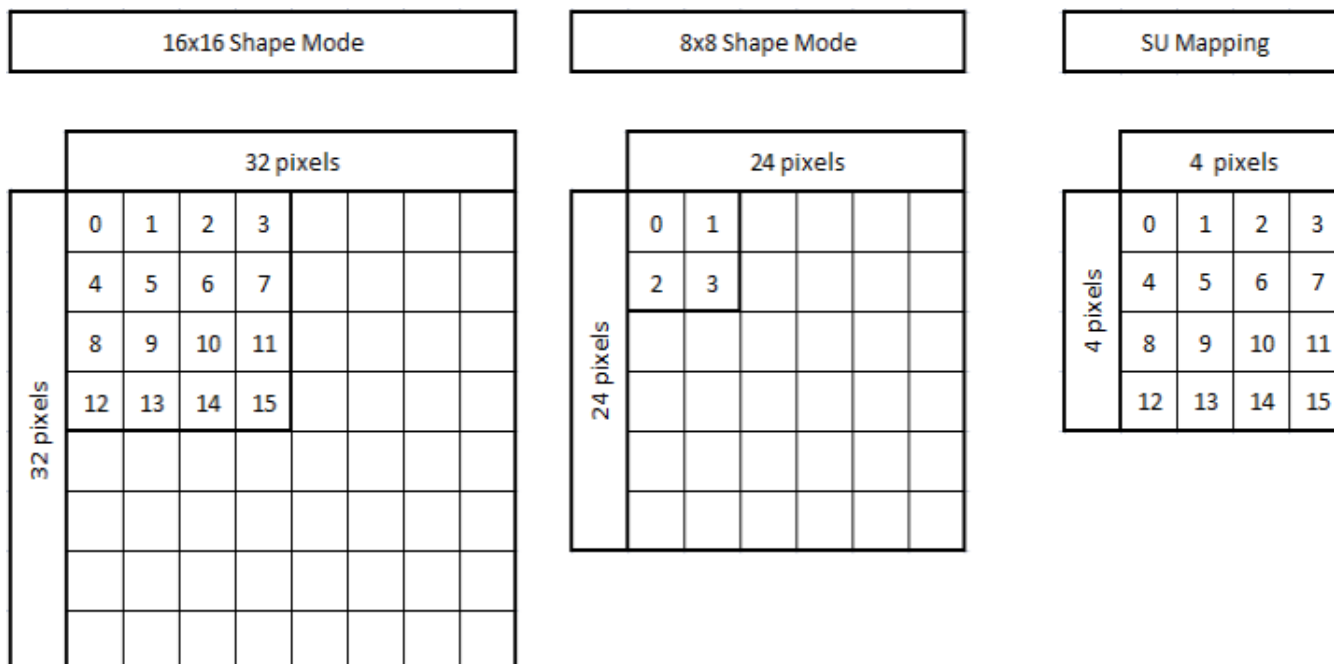 16x16 Shape Mode
8x8 Shape Mode
SU Mapping
32 pixels
32 pixels
0 1 2 3
4 5 6 7
8 9 10 11
12 13 14 15
24 pixels
24 pixels
0 1
2 3
4 pixels
4 pixels
0 1 2 3
4 5 6 7
8 9 10 11
12 13 14 15